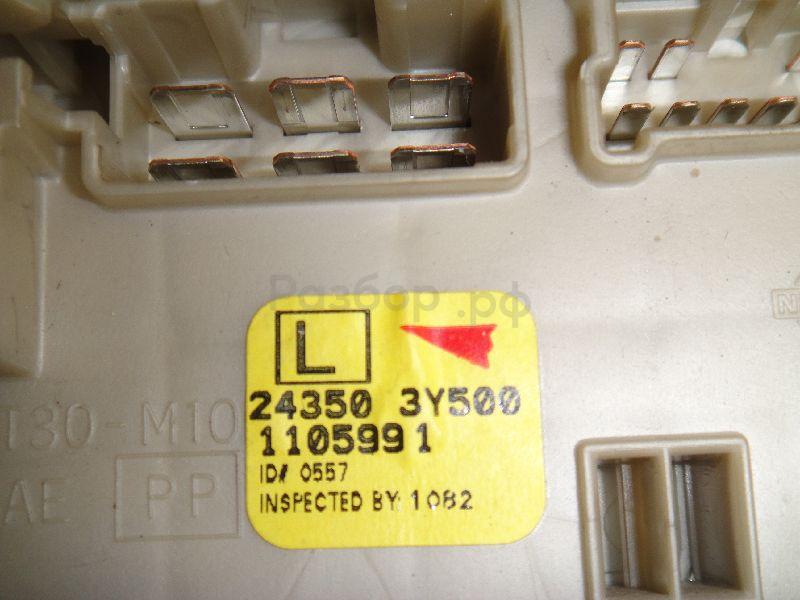 Разбор.рф
L
24350 3Y500
T30-M10
1105991
ID# 0557
AE PP
INSPECTED BY: 1082
N